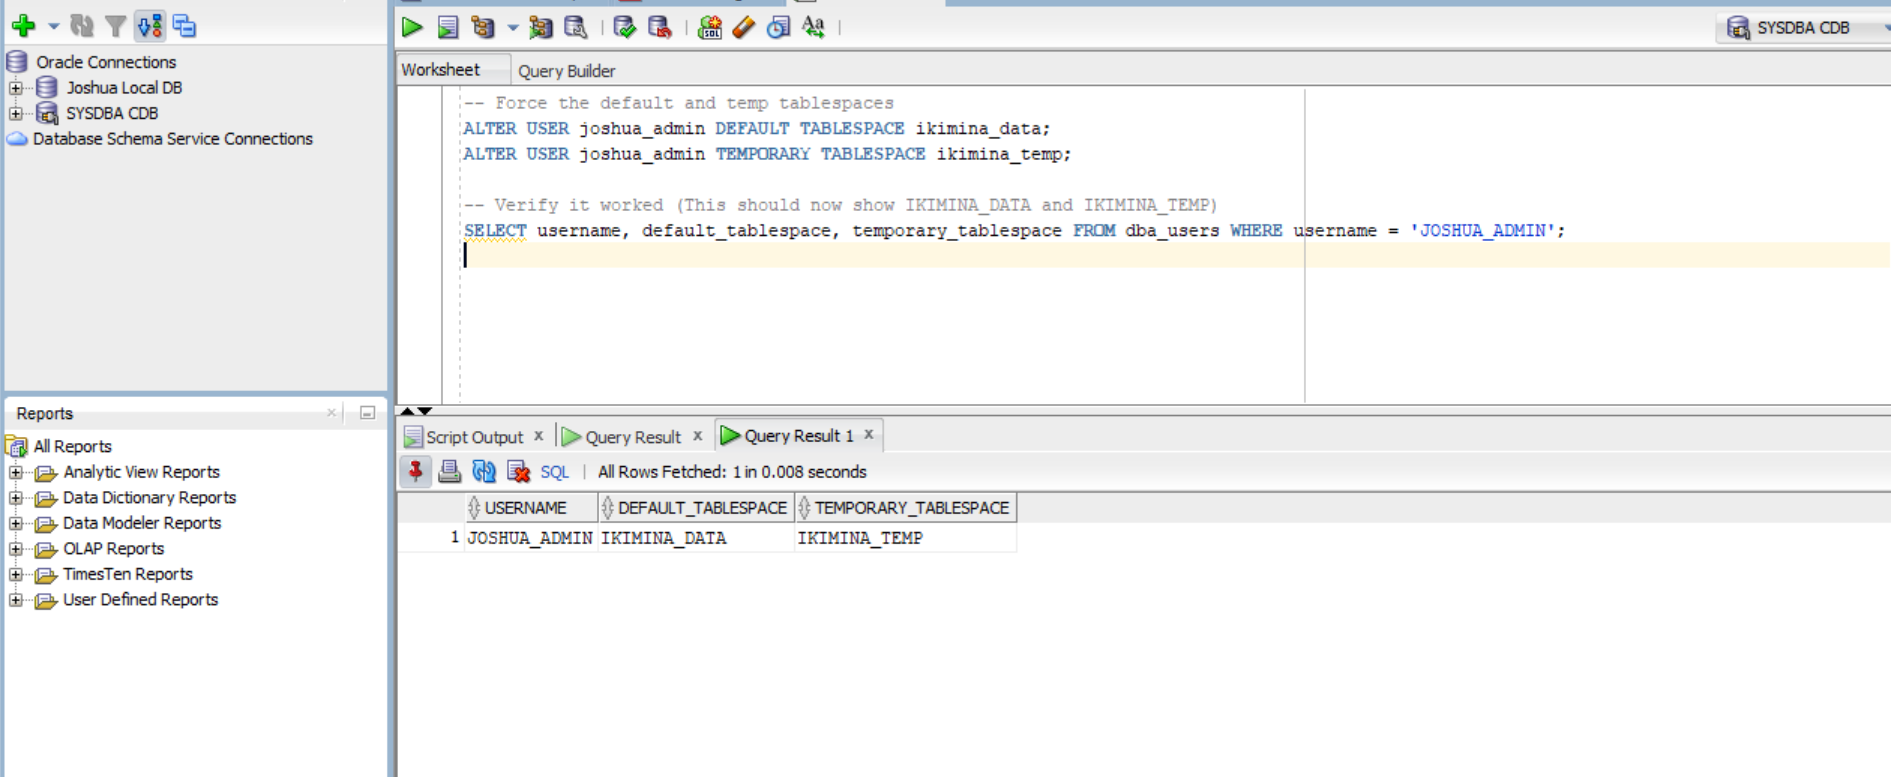 SYSDBA CDB
Oracle Connections
Joshua Local DB
SYSDBA CDB
Database Schema Service Connections
Worksheet
Query Builder
-- Force the default and temp tablespaces
ALTER USER joshua_admin DEFAULT TABLESPACE ikimina_data;
ALTER USER joshua_admin TEMPORARY TABLESPACE ikimina_temp;
-- Verify it worked (This should now show IKIMINA_DATA and IKIMINA_TEMP)
SELECT username, default_tablespace, temporary_tablespace FROM dba_users WHERE username = 'JOSHUA_ADMIN';
Reports
All Reports
Analytic View Reports
Data Dictionary Reports
Data Modeler Reports
OLAP Reports
TimesTen Reports
User Defined Reports
Script Output x
Query Result x
Query Result 1 x
SQL | All Rows Fetched: 1 in 0.008 seconds
USERNAME DEFAULT_TABLESPACE TEMPORARY_TABLESPACE
1 JOSHUA_ADMIN IKIMINA_DATA IKIMINA_TEMP